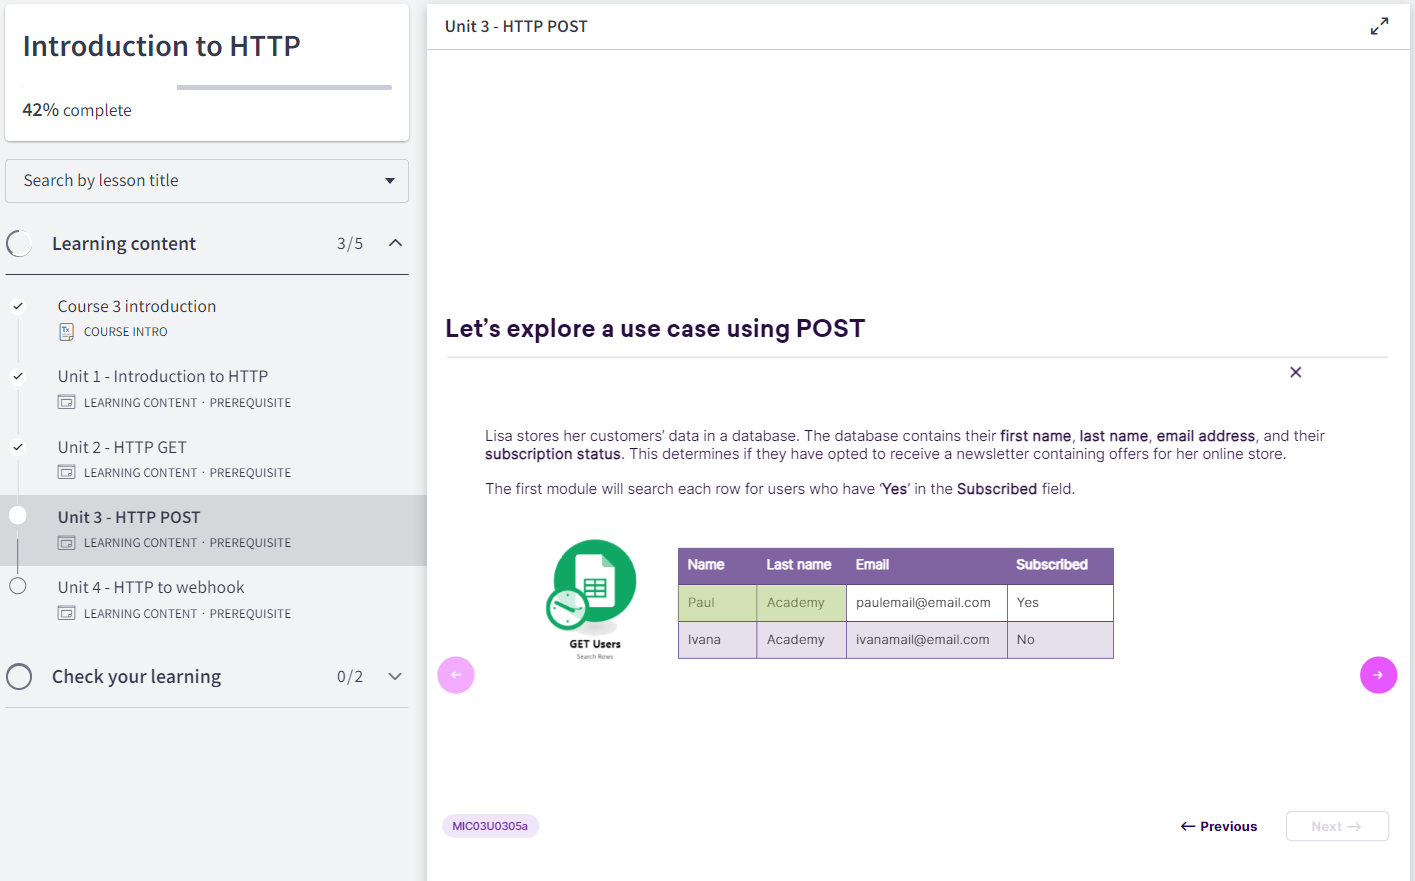 Introduction to HTTP
42% complete
Search by lesson title
Learning content 3/5
Course 3 introduction
COURSE INTRO
Unit 1 - Introduction to HTTP
LEARNING CONTENT · PREREQUISITE
Unit 2 - HTTP GET
LEARNING CONTENT · PREREQUISITE
Unit 3 - HTTP POST
LEARNING CONTENT · PREREQUISITE
Unit 4 - HTTP to webhook
LEARNING CONTENT · PREREQUISITE
Check your learning 0/2
Unit 3 - HTTP POST
Let's explore a use case using POST
Lisa stores her customers' data in a database. The database contains their first name, last name, email address, and their
subscription status. This determines if they have opted to receive a newsletter containing offers for her online store.
The first module will search each row for users who have 'Yes' in the Subscribed field.
GET Users
Search Rows
Name Last name Email Subscribed
Paul Academy paulemail@email.com Yes
Ivana Academy ivanamail@email.com No
MIC03U0305a
← Previous Next →